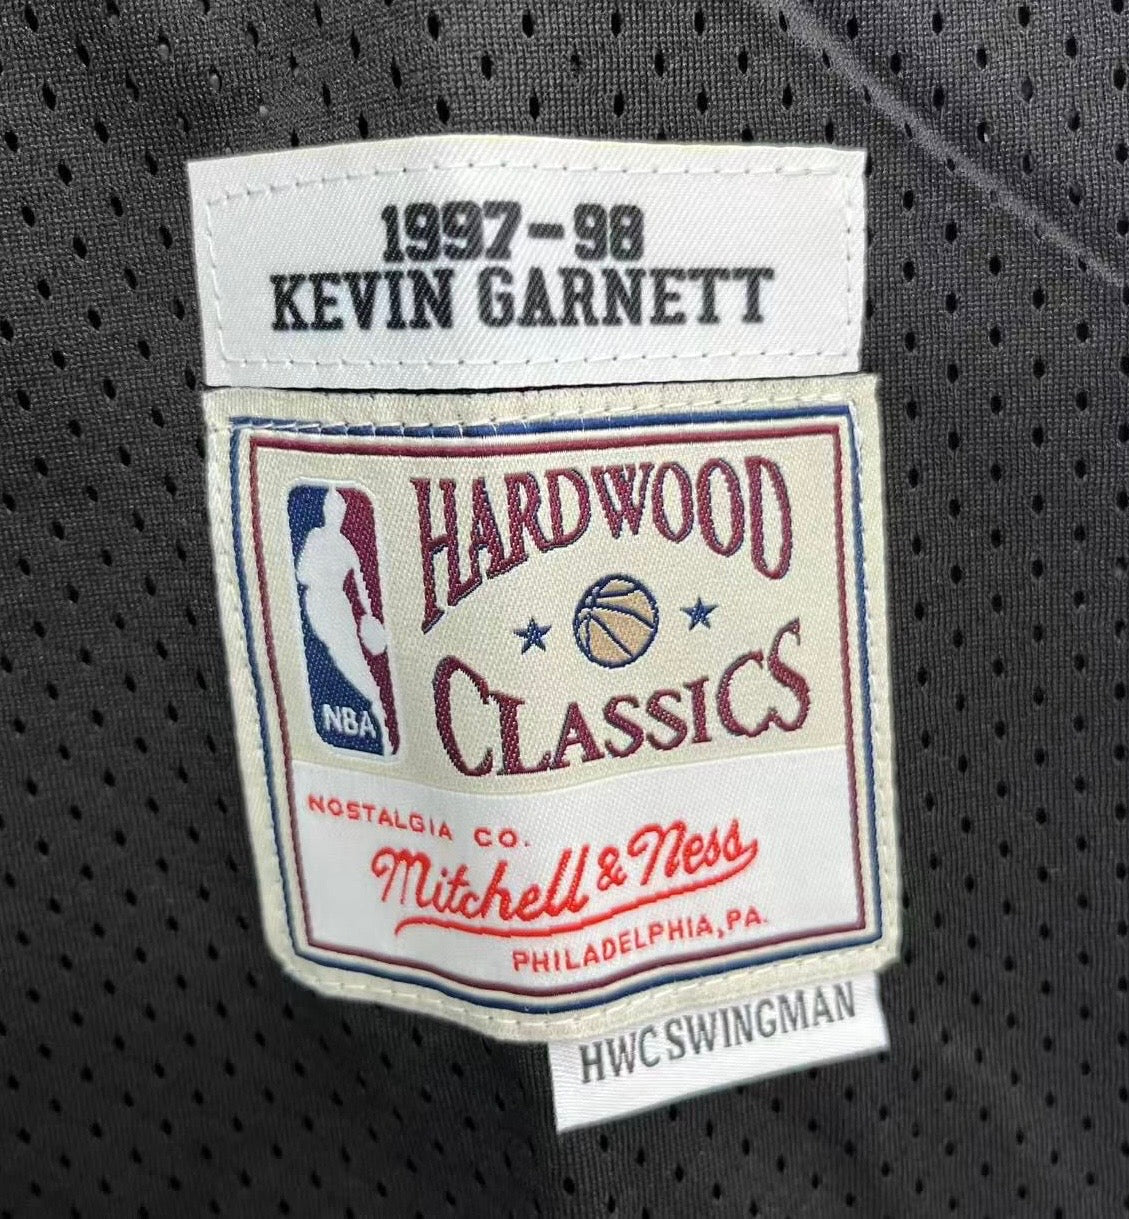 1997-98
KEVIN GARNETT
HARDWOOD
CLASSICS
NBA
NOSTALGIA CO.
Mitchell & Ness
PHILADELPHIA, PA.
HWC SWINGMAN